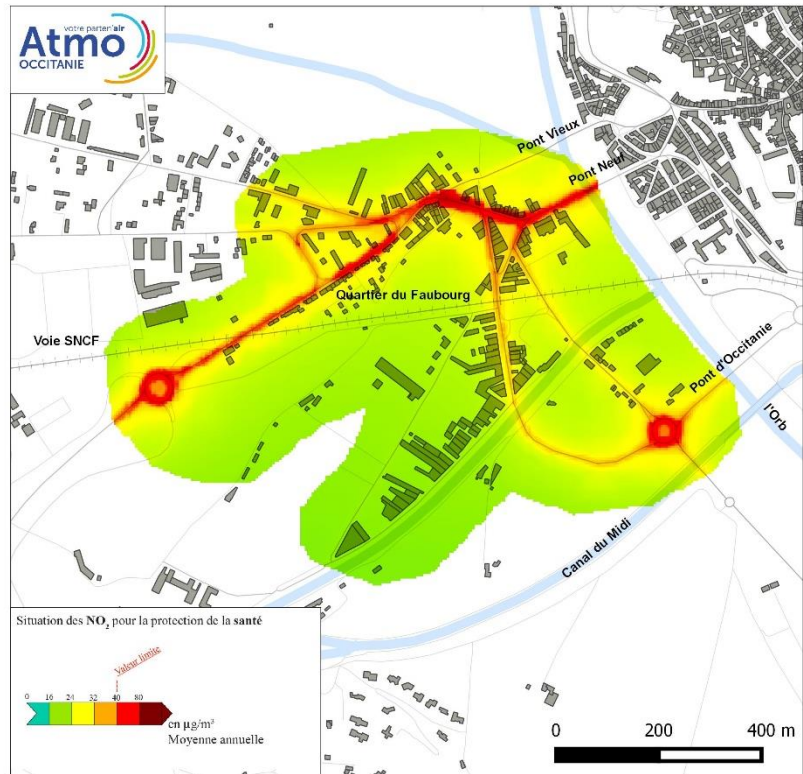 votre parten'air
Atmo
OCCITANIE
Pont Vieux
Pont Neuf
Quartier du Faubourg
Voie SNCF
Pont d'Occitanie
l'Orb
Canal du Midi
Situation des NO₂ pour la protection de la santé
Valeur limite
0 16 24 32 40 80
en µg/m³
Moyenne annuelle
0 200 400 m